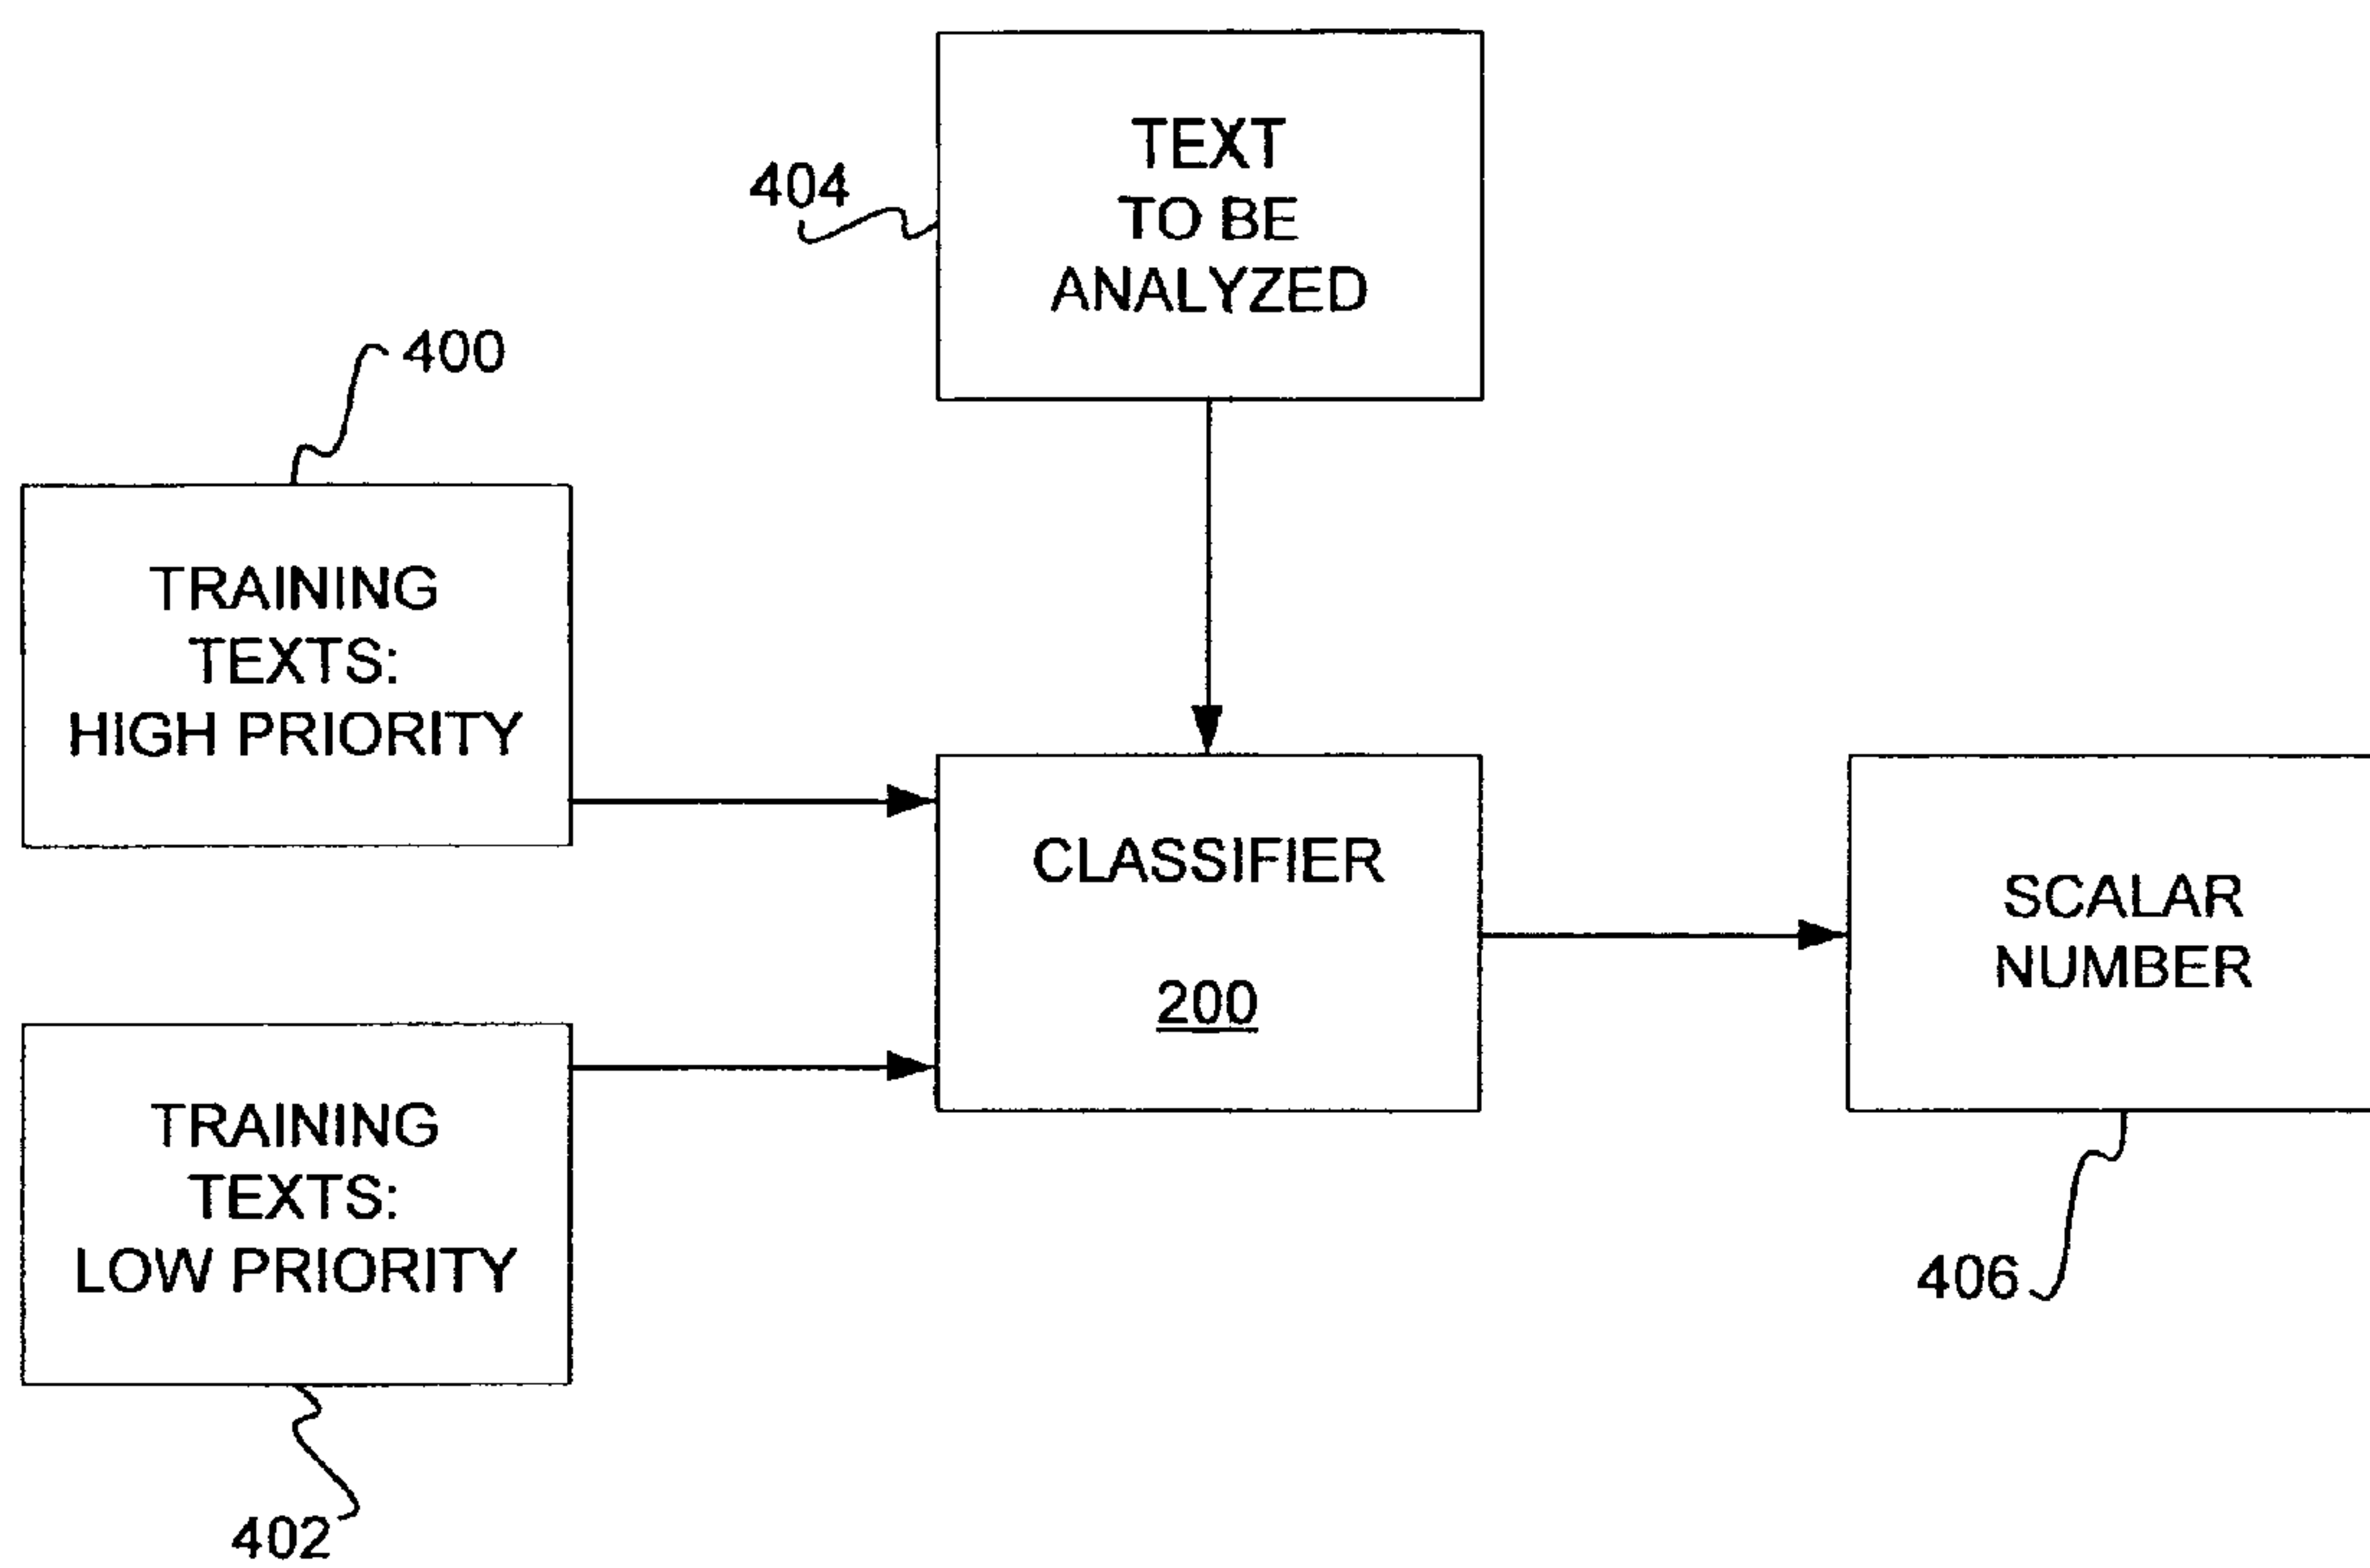 TEXT
TO BE
ANALYZED
404
400
TRAINING
TEXTS:
HIGH PRIORITY
CLASSIFIER
200
SCALAR
NUMBER
406
TRAINING
TEXTS:
LOW PRIORITY
402